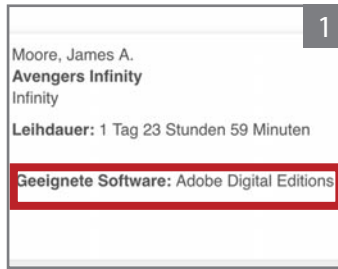 1
Moore, James A.
Avengers Infinity
Infinity
Leihdauer: 1 Tag 23 Stunden 59 Minuten
Geeignete Software: Adobe Digital Editions